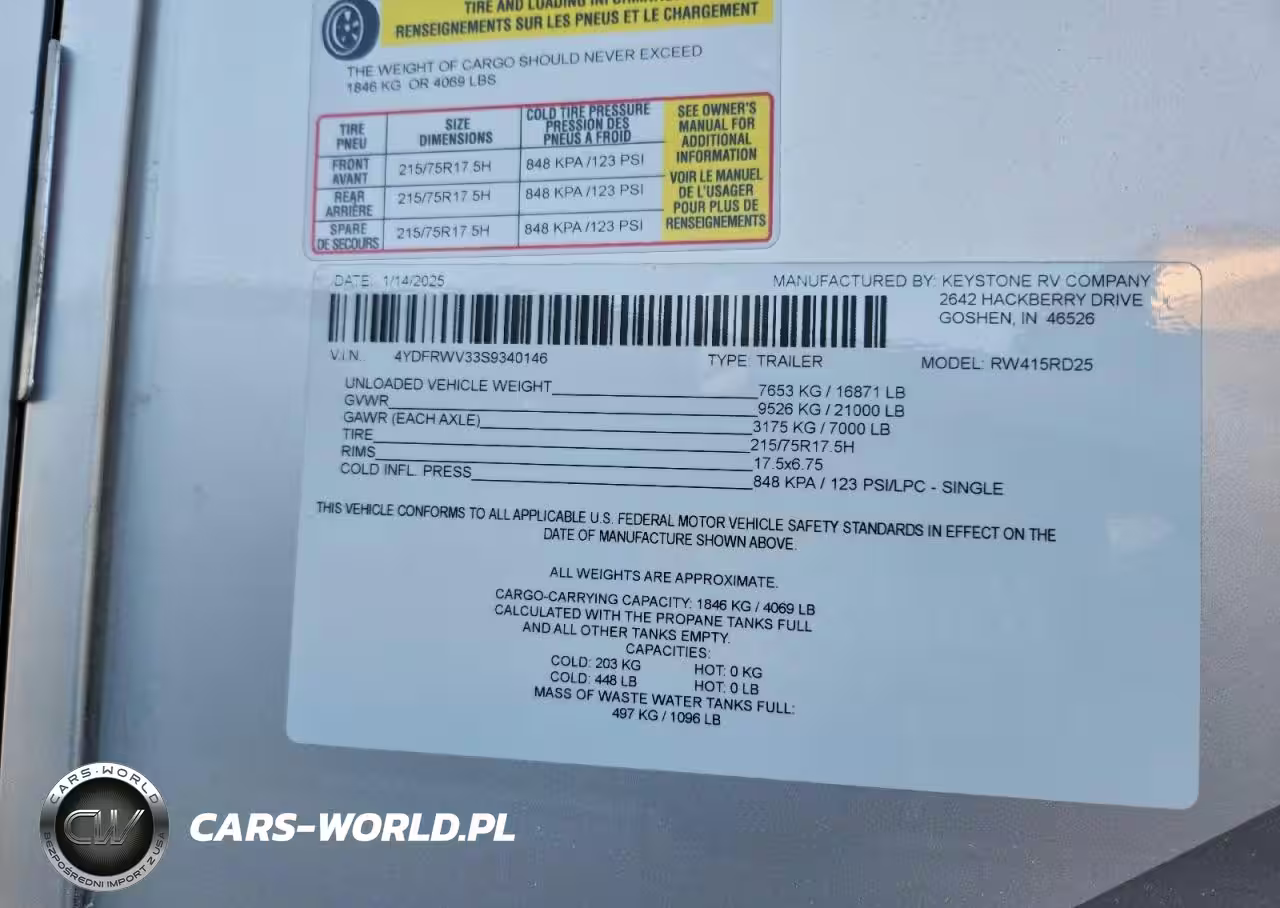 TIRE AND LOADING INFORMATION
RENSEIGNEMENTS SUR LES PNEUS ET LE CHARGEMENT
THE WEIGHT OF CARGO SHOULD NEVER EXCEED
1846 KG OR 4069 LBS
TIRE
PNEU
SIZE
DIMENSIONS
COLD TIRE PRESSURE
PRESSION DES
PNEUS A FROID
FRONT
AVANT
215/75R17.5H
848 KPA /123 PSI
REAR
ARRIÈRE
215/75R17.5H
848 KPA /123 PSI
SPARE
DE SECOURS
215/75R17.5H
848 KPA /123 PSI
SEE OWNER'S
MANUAL FOR
ADDITIONAL
INFORMATION
VOIR LE MANUEL
DE L'USAGER
POUR PLUS DE
RENSEIGNEMENTS
DATE: 1/14/2025
MANUFACTURED BY: KEYSTONE RV COMPANY
2642 HACKBERRY DRIVE
GOSHEN, IN 46526
V.I.N. 4YDFRWV33S9340146 TYPE: TRAILER MODEL: RW415RD25
UNLOADED VEHICLE WEIGHT 7653 KG / 16871 LB
GVWR 9526 KG / 21000 LB
GAWR (EACH AXLE) 3175 KG / 7000 LB
TIRE 215/75R17.5H
RIMS 17.5x6.75
COLD INFL. PRESS 848 KPA / 123 PSI/LPC - SINGLE
THIS VEHICLE CONFORMS TO ALL APPLICABLE U.S. FEDERAL MOTOR VEHICLE SAFETY STANDARDS IN EFFECT ON THE
DATE OF MANUFACTURE SHOWN ABOVE.
ALL WEIGHTS ARE APPROXIMATE.
CARGO-CARRYING CAPACITY: 1846 KG / 4069 LB
CALCULATED WITH THE PROPANE TANKS FULL
AND ALL OTHER TANKS EMPTY.
CAPACITIES:
COLD: 203 KG HOT: 0 KG
COLD: 448 LB HOT: 0 LB
MASS OF WASTE WATER TANKS FULL:
497 KG / 1096 LB
CARS-WORLD
CW
BEZPOŚREDNI IMPORT Z USA
CARS-WORLD.PL